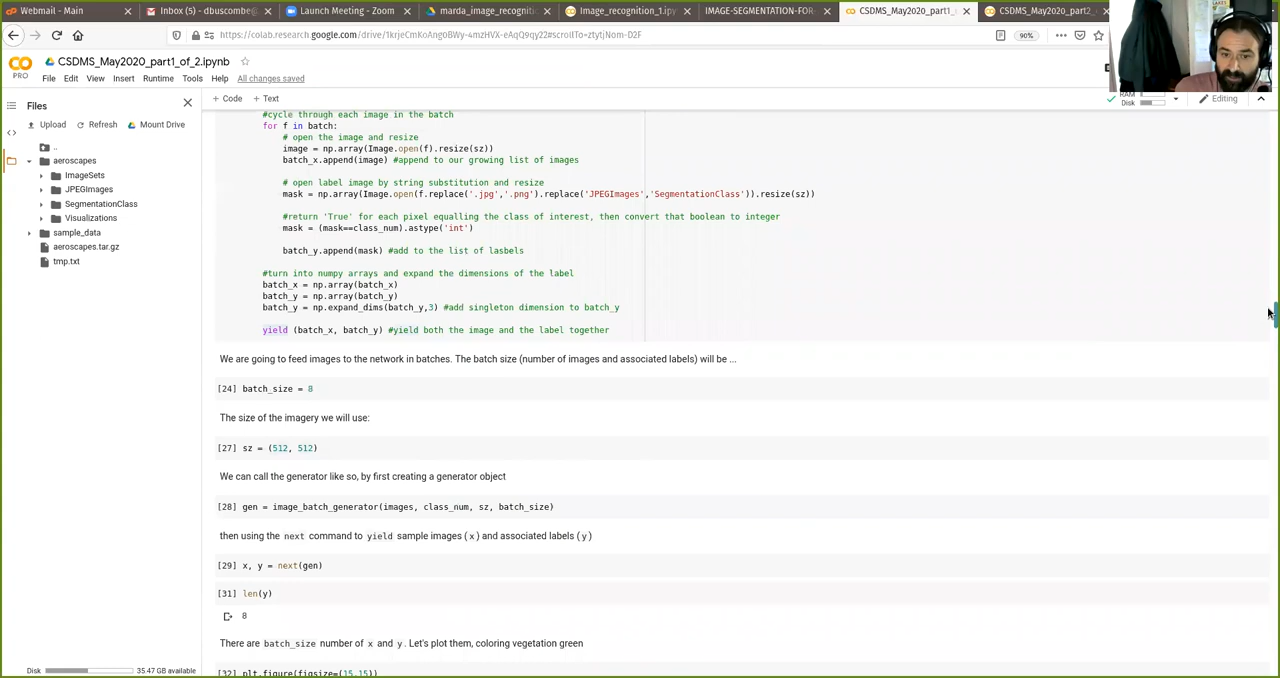 Webmail - Main
Inbox (5) - dbuscombe@
Launch Meeting - Zoom
marda_image_recogniti
Image_recognition_1.ipy
IMAGE-SEGMENTATION-FOR
CSDMS_May2020_part1_
CSDMS_May2020_part2_
https://colab.research.google.com/drive/1krjeCmKoAng0BWy-4mzHVX-eAqQ9qy22#scrollTo=ztytjNom-D2F
90%
CO
PRO
CSDMS_May2020_part1_of_2.ipynb
File Edit View Insert Runtime Tools Help All changes saved
Files
+ Code + Text
RAM
Disk
Editing
Upload Refresh Mount Drive
..
aeroscapes
ImageSets
JPEGImages
SegmentationClass
Visualizations
sample_data
aeroscapes.tar.gz
tmp.txt
Disk 35.47 GB available
#cycle through each image in the batch
for f in batch:
# open the image and resize
image = np.array(Image.open(f).resize(sz))
batch_x.append(image) #append to our growing list of images
# open label image by string substitution and resize
mask = np.array(Image.open(f.replace('.jpg','.png').replace('JPEGImages','SegmentationClass')).resize(sz))
#return 'True' for each pixel equalling the class of interest, then convert that boolean to integer
mask = (mask==class_num).astype('int')
batch_y.append(mask) #add to the list of lasbels
#turn into numpy arrays and expand the dimensions of the label
batch_x = np.array(batch_x)
batch_y = np.array(batch_y)
batch_y = np.expand_dims(batch_y,3) #add singleton dimension to batch_y
yield (batch_x, batch_y) #yield both the image and the label together
We are going to feed images to the network in batches. The batch size (number of images and associated labels) will be ...
[24] batch_size = 8
The size of the imagery we will use:
[27] sz = (512, 512)
We can call the generator like so, by first creating a generator object
[28] gen = image_batch_generator(images, class_num, sz, batch_size)
then using the next command to yield sample images (x) and associated labels (y)
[29] x, y = next(gen)
[31] len(y)
8
There are batch_size number of x and y. Let's plot them, coloring vegetation green
[32] plt.figure(figsize=(15,15))